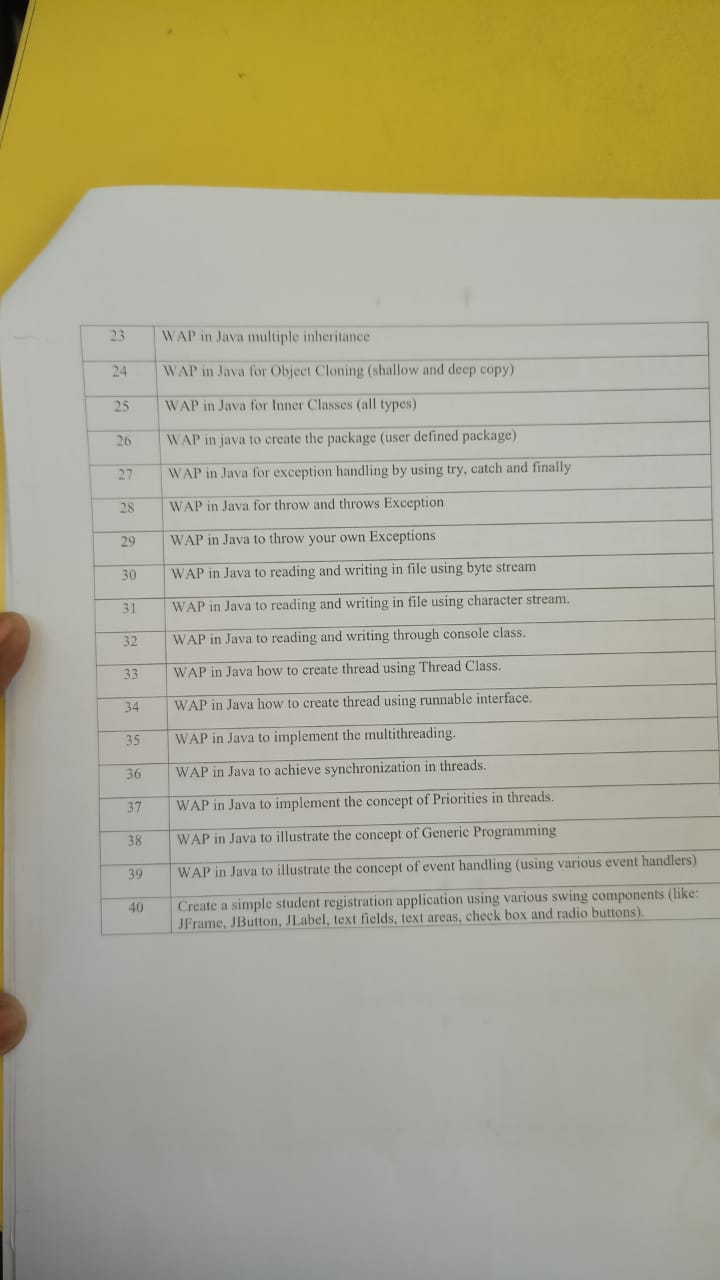 23 WAP in Java multiple inheritance
24 WAP in Java for Object Cloning (shallow and deep copy)
25 WAP in Java for Inner Classes (all types)
26 WAP in java to create the package (user defined package)
27 WAP in Java for exception handling by using try, catch and finally
28 WAP in Java for throw and throws Exception
29 WAP in Java to throw your own Exceptions
30 WAP in Java to reading and writing in file using byte stream
31 WAP in Java to reading and writing in file using character stream.
32 WAP in Java to reading and writing through console class.
33 WAP in Java how to create thread using Thread Class.
34 WAP in Java how to create thread using runnable interface.
35 WAP in Java to implement the multithreading.
36 WAP in Java to achieve synchronization in threads.
37 WAP in Java to implement the concept of Priorities in threads.
38 WAP in Java to illustrate the concept of Generic Programming
39 WAP in Java to illustrate the concept of event handling (using various event handlers)
40 Create a simple student registration application using various swing components (like:
JFrame, JButton, JLabel, text fields, text areas, check box and radio buttons).